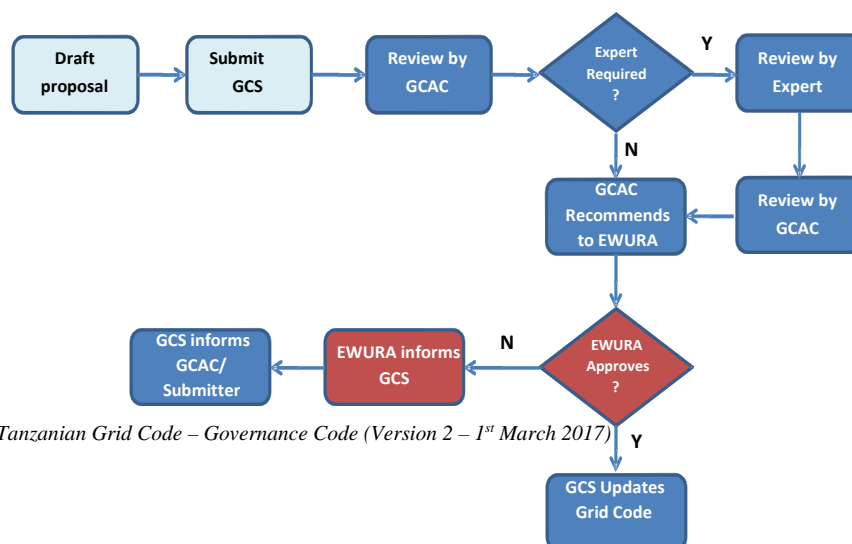 Draft
proposal
Submit
GCS
Review by
GCAC
Expert
Required
?
Y
Review by
Expert
N
GCAC
Recommends
to EWURA
Review by
GCAC
GCS informs
GCAC/
Submitter
EWURA informs
GCS
N
EWURA
Approves
?
Tanzanian Grid Code – Governance Code (Version 2 – 1st March 2017)
Y
GCS Updates
Grid Code